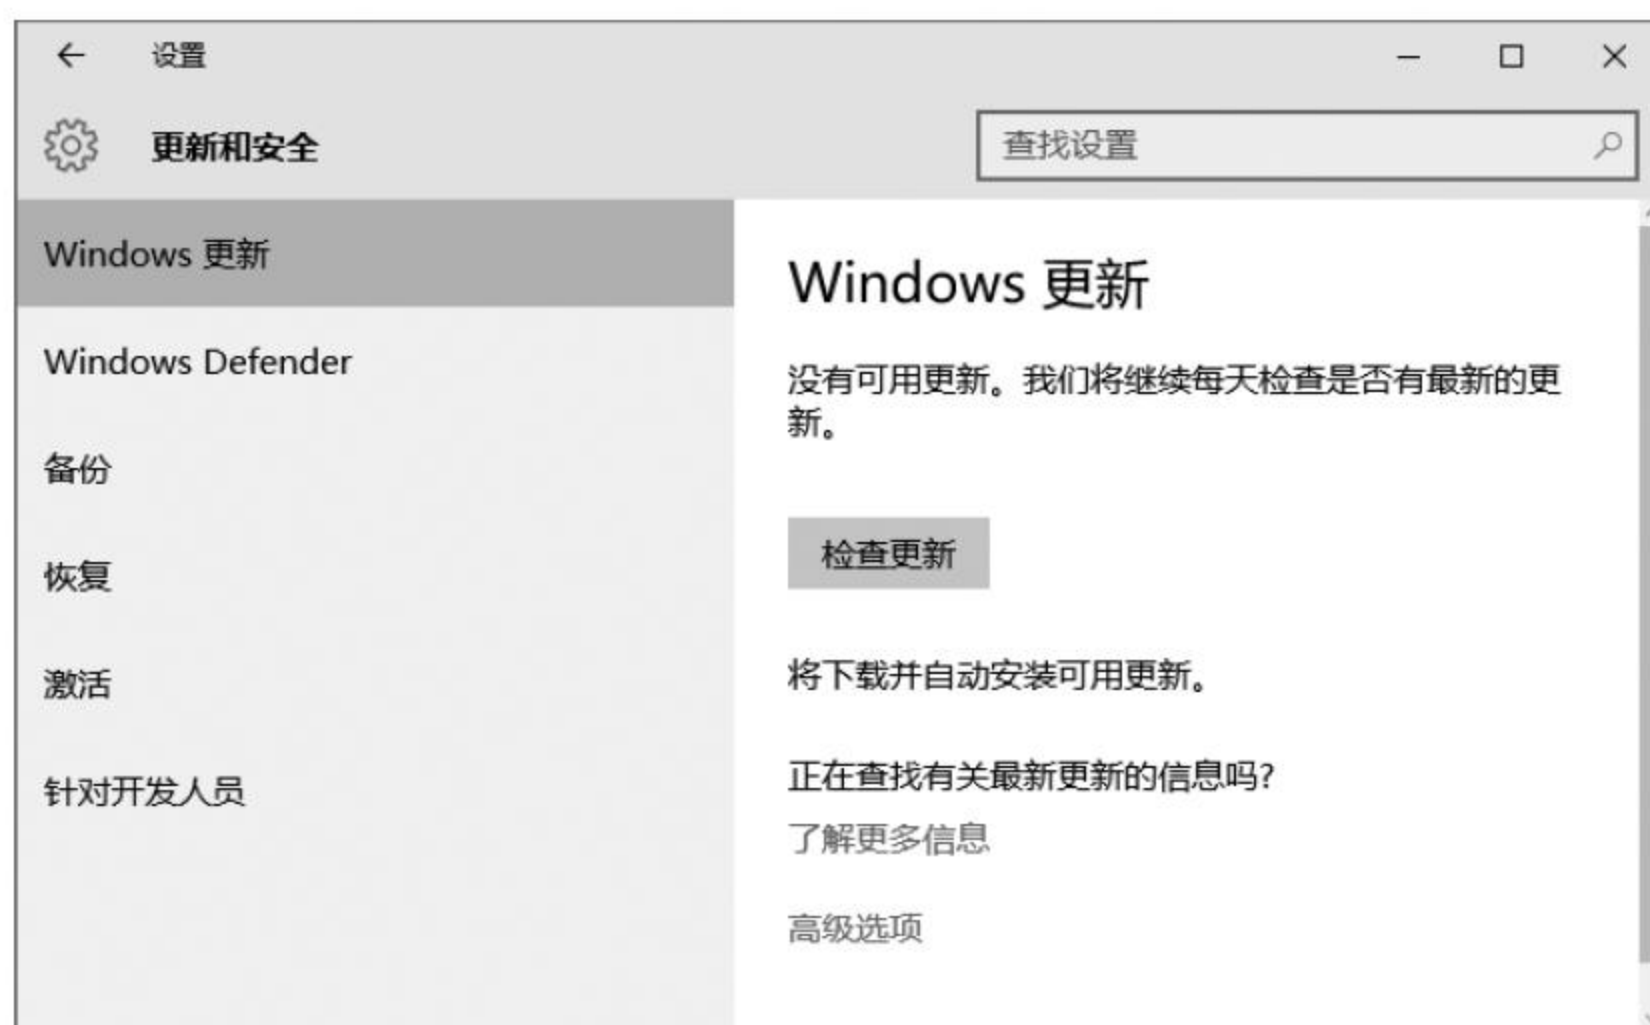 设置
更新和安全
查找设置
Windows 更新
Windows Defender
备份
恢复
激活
针对开发人员
Windows 更新
没有可用更新。我们将继续每天检查是否有最新的更
新。
检查更新
将下载并自动安装可用更新。
正在查找有关最新更新的信息吗?
了解更多信息
高级选项